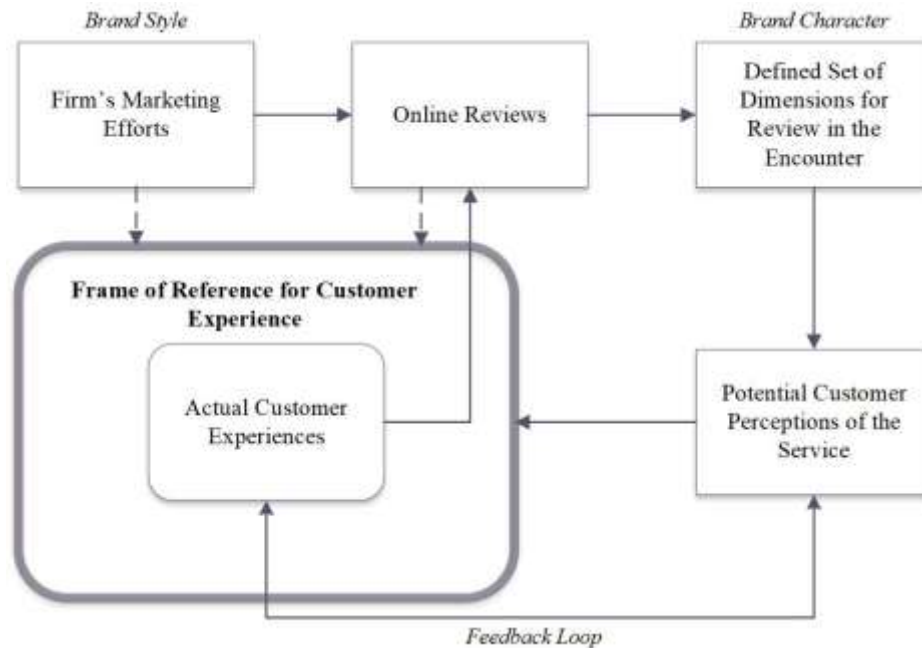 Brand Style
Brand Character
Firm's Marketing
Efforts
Online Reviews
Defined Set of
Dimensions for
Review in the
Encounter
Frame of Reference for Customer
Experience
Actual Customer
Experiences
Potential Customer
Perceptions of the
Service
Feedback Loop